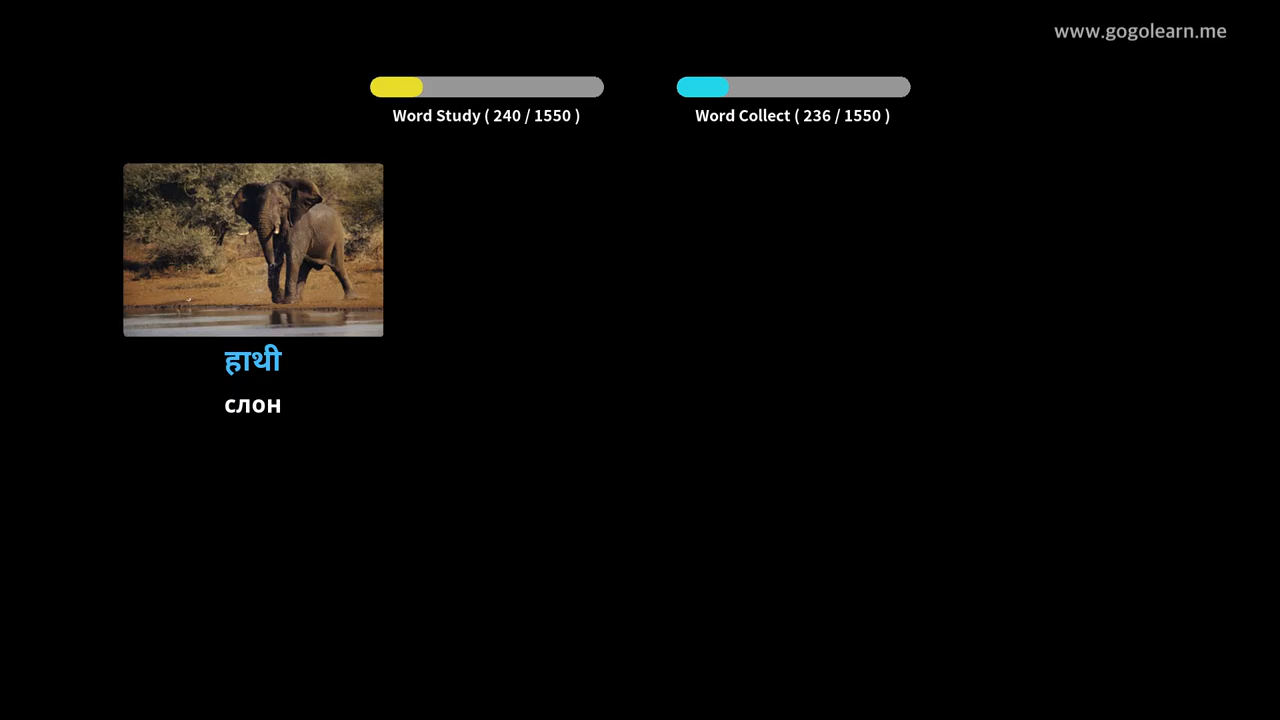 www.gogolearn.me
Word Study ( 240 / 1550 )
Word Collect ( 236 / 1550 )
हाथी
слон